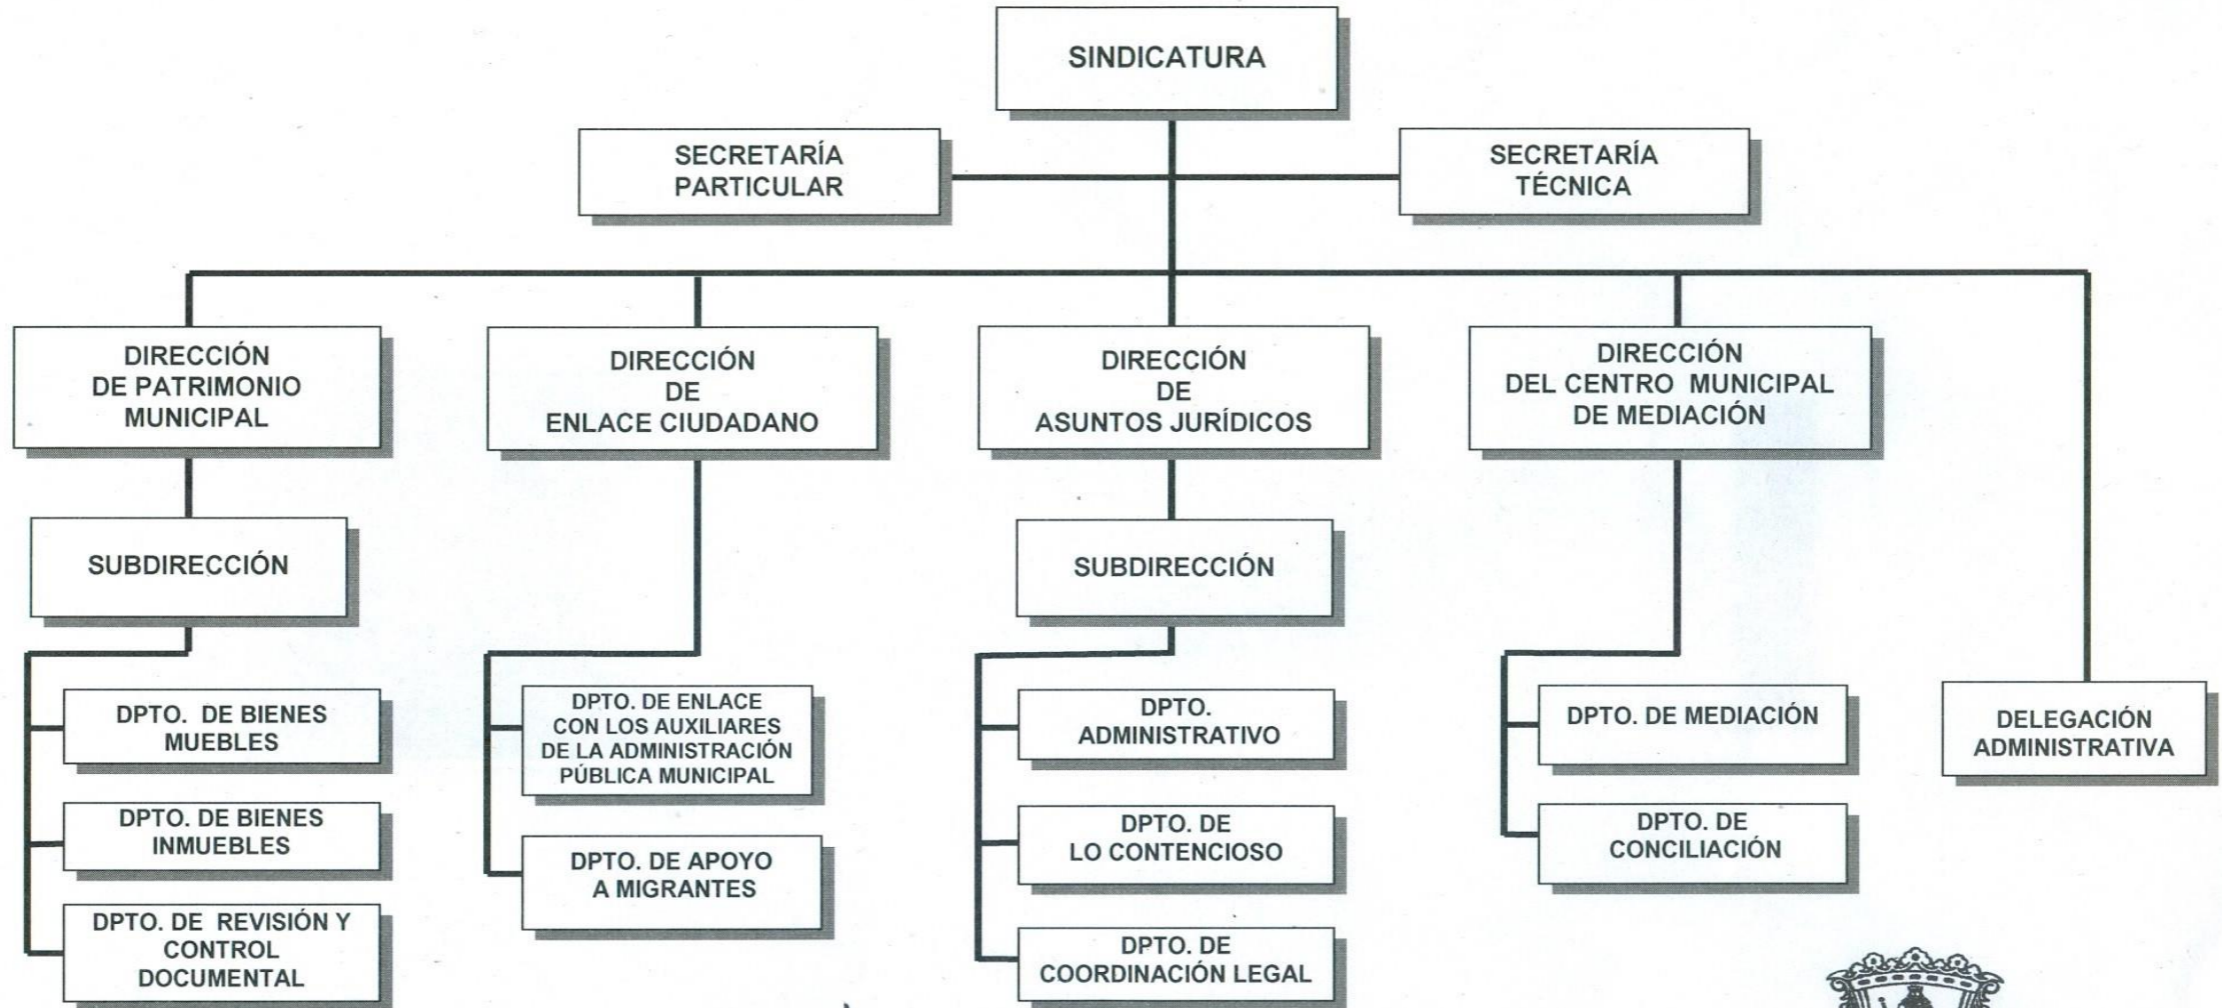 SINDICATURA
SECRETARÍA
PARTICULAR
SECRETARÍA
TÉCNICA
DIRECCIÓN
DE PATRIMONIO
MUNICIPAL
DIRECCIÓN
DE
ENLACE CIUDADANO
DIRECCIÓN
DE
ASUNTOS JURÍDICOS
DIRECCIÓN
DEL CENTRO MUNICIPAL
DE MEDIACIÓN
SUBDIRECCIÓN
SUBDIRECCIÓN
DPTO. DE BIENES
MUEBLES
DPTO. DE BIENES
INMUEBLES
DPTO. DE REVISIÓN Y
CONTROL
DOCUMENTAL
DPTO. DE ENLACE
CON LOS AUXILIARES
DE LA ADMINISTRACIÓN
PÚBLICA MUNICIPAL
DPTO. DE APOYO
A MIGRANTES
DPTO.
ADMINISTRATIVO
DPTO. DE
LO CONTENCIOSO
DPTO. DE
COORDINACIÓN LEGAL
DPTO. DE MEDIACIÓN
DPTO. DE
CONCILIACIÓN
DELEGACIÓN
ADMINISTRATIVA